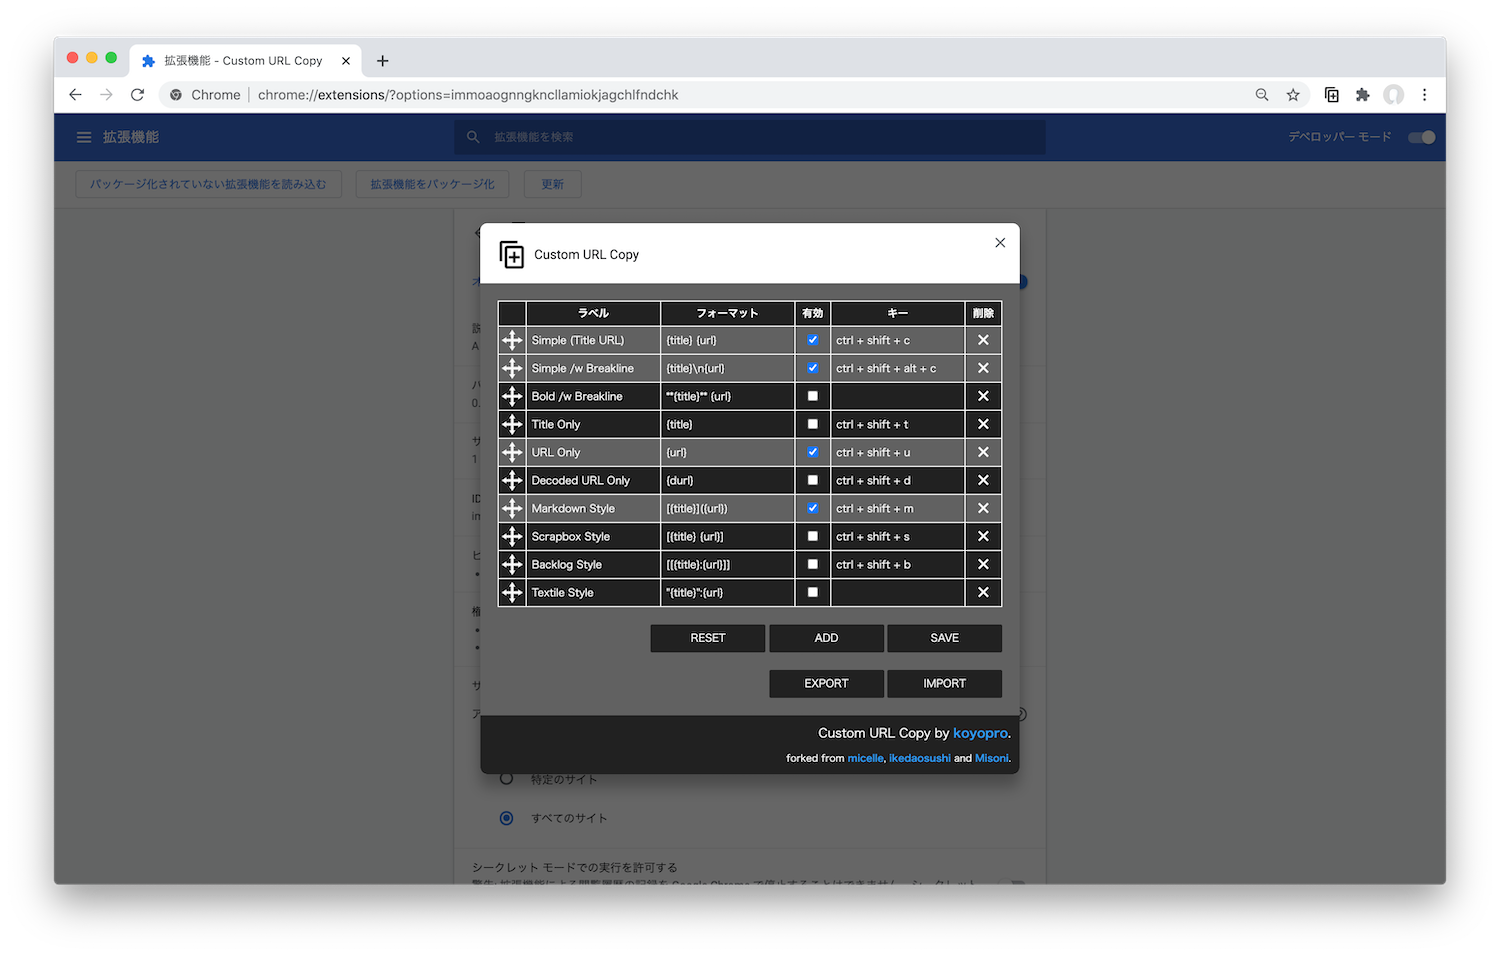 拡張機能 - Custom URL Copy
Chrome
chrome://extensions/?options=immoaognngkncllamiokjagchlfndchk
拡張機能
拡張機能を検索
デベロッパー モード
パッケージ化されていない拡張機能を読み込む
拡張機能をパッケージ化
更新
Custom URL Copy
ラベル フォーマット 有効 キー 削除
Simple (Title URL) {title} {url} ctrl + shift + c
Simple /w Breakline {title}\n{url} ctrl + shift + alt + c
Bold /w Breakline **{title}** {url}
Title Only {title} ctrl + shift + t
URL Only {url} ctrl + shift + u
Decoded URL Only {durl} ctrl + shift + d
Markdown Style [{title}]({url}) ctrl + shift + m
Scrapbox Style [{title} {url}] ctrl + shift + s
Backlog Style [[{title}:{url}]] ctrl + shift + b
Textile Style "{title}":{url}
RESET ADD SAVE
EXPORT IMPORT
Custom URL Copy by koyopro.
forked from micelle, ikedaosushi and Misoni.
特定のサイト
すべてのサイト
シークレット モードでの実行を許可する